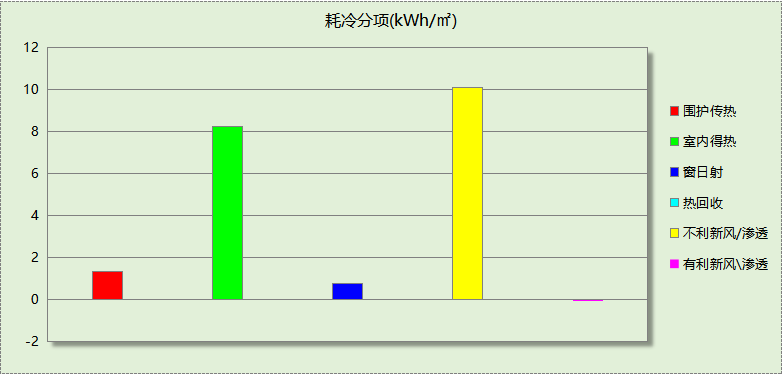 耗冷分项(kWh/㎡)
12
10
8
6
4
2
0
-2
围护传热
室内得热
窗日射
热回收
不利新风/渗透
有利新风\渗透